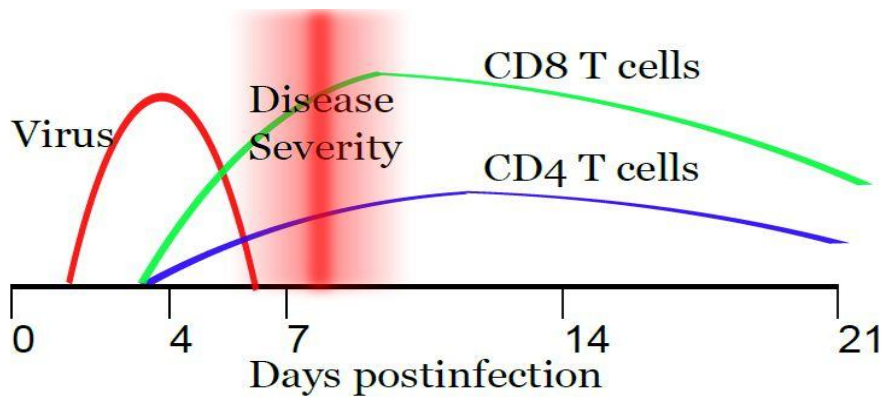 CD8 T cells
Disease
Virus
Severity
CD4 T cells
0 4 7 14 21
Days postinfection